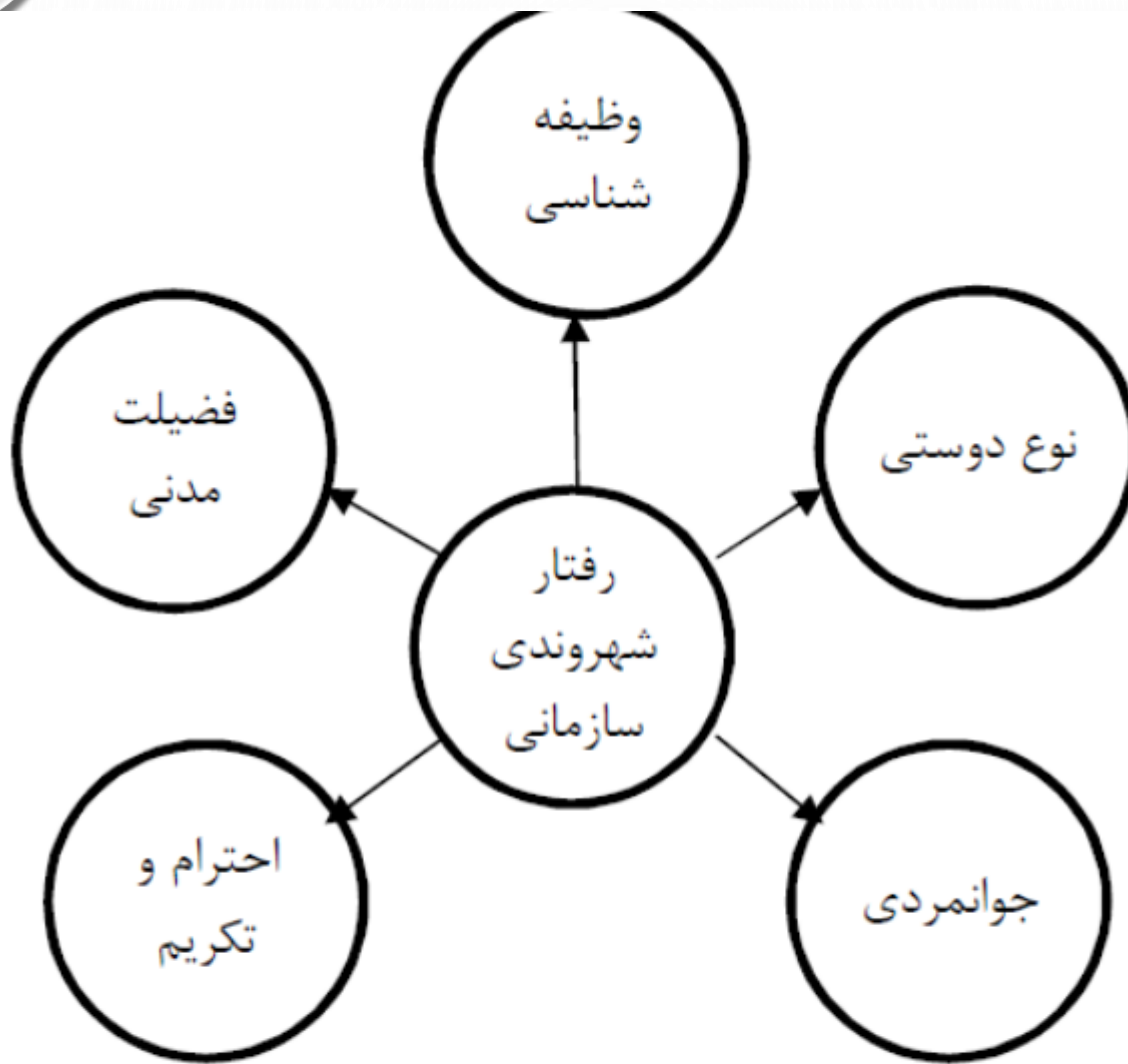 وظیفه
شناسی
نوع دوستی
فضیلت
مدنی
رفتار
شهروندی
سازمانی
احترام و
تکریم
جوانمردی